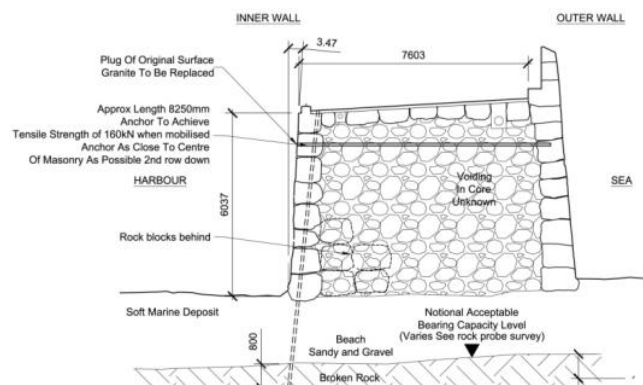 INNER WALL
OUTER WALL
3.47
7603
Plug Of Original Surface
Granite To Be Replaced
Approx Length 8250mm
Anchor To Achieve
Tensile Strength of 160kN when mobilised
Anchor As Close To Centre
Of Masonry As Possible 2nd row down
HARBOUR
SEA
6037
Voiding
In Core
Unknown
Rock blocks behind
Soft Marine Deposit
Notional Acceptable
Bearing Capacity Level
(Varies See rock probe survey)
800
Beach
Sandy and Gravel
Broken Rock